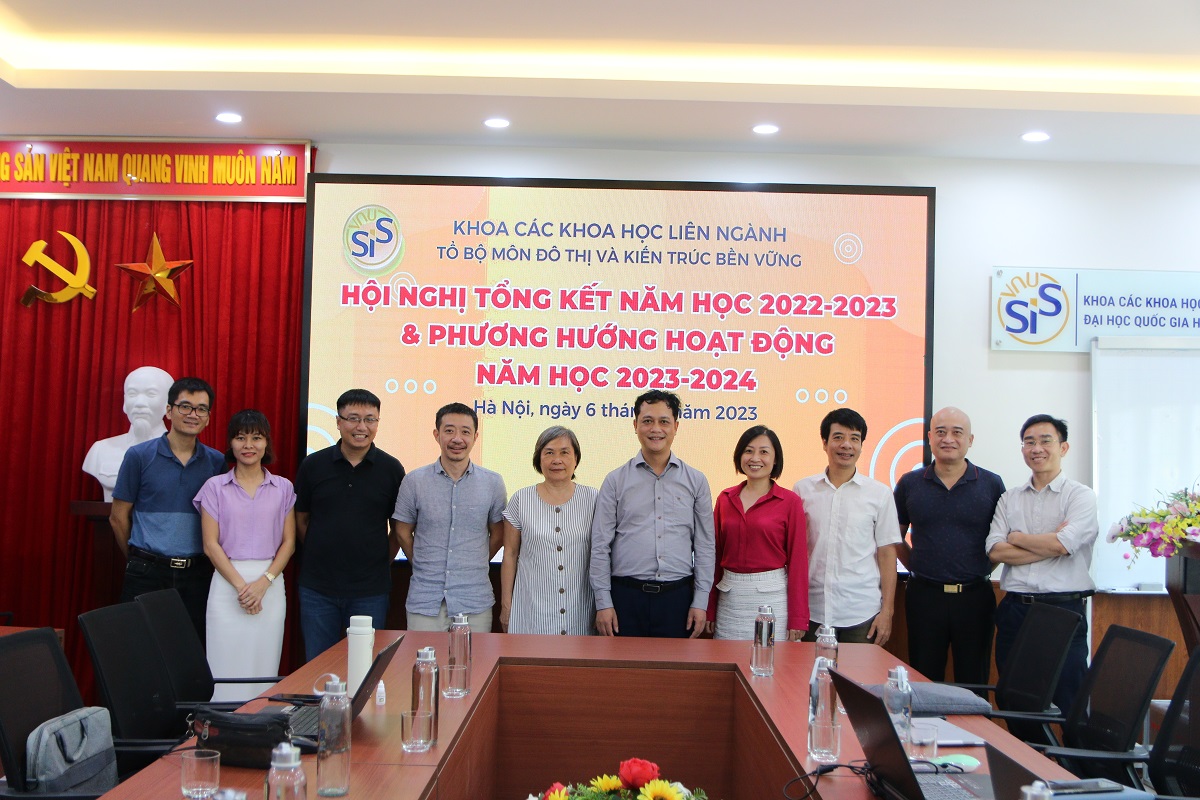 SẢN VIỆT NAM QUANG VINH MUÔN NĂM
VNU
SiS
KHOA CÁC KHOA HỌC LIÊN NGÀNH
TỔ BỘ MÔN ĐÔ THỊ VÀ KIẾN TRÚC BỀN VỮNG
HỘI NGHỊ TỔNG KẾT NĂM HỌC 2022-2023
& PHƯƠNG HƯỚNG HOẠT ĐỘNG
NĂM HỌC 2023-2024
Hà Nội, ngày 6 năm 2023
VNU
SiS
KHOA CÁC KHOA HỌC
ĐẠI HỌC QUỐC GIA H